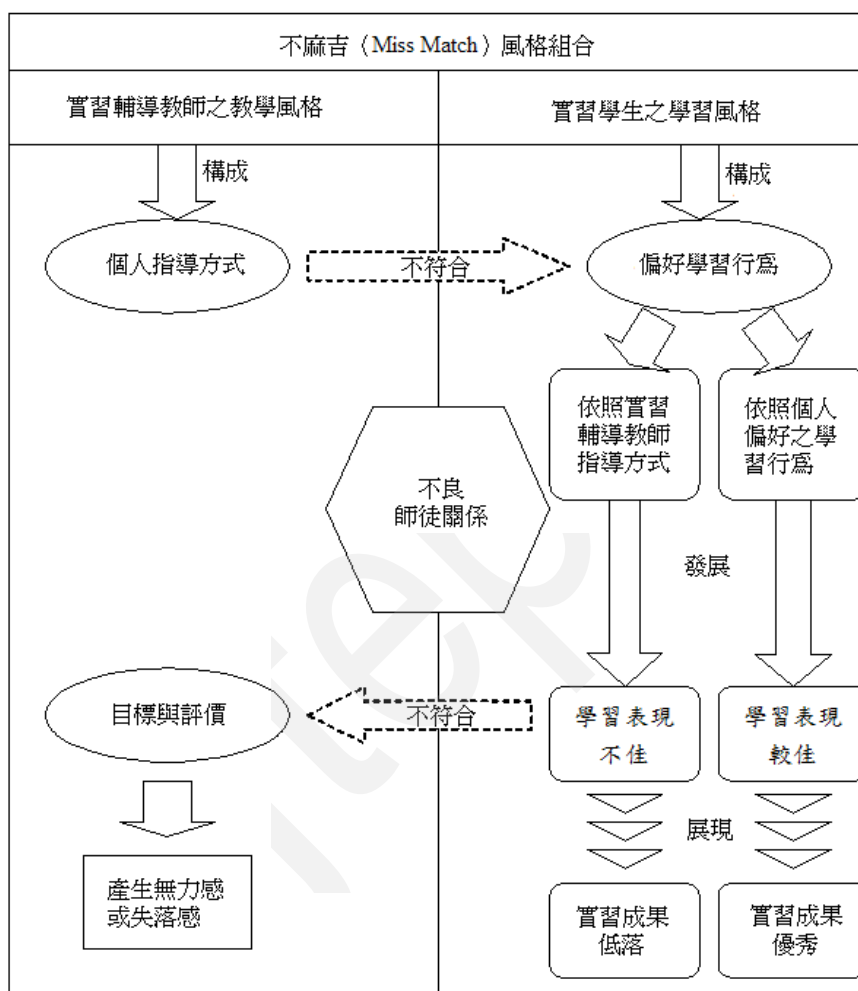 不麻吉（Miss Match）風格組合
實習輔導教師之教學風格
實習學生之學習風格
構成
構成
個人指導方式
不符合
偏好學習行為
依照實習
輔導教師
指導方式
依照個人
偏好之學
習行為
不良
師徒關係
發展
目標與評價
不符合
學習表現
不佳
學習表現
較佳
展現
產生無力感
或失落感
實習成果
低落
實習成果
優秀